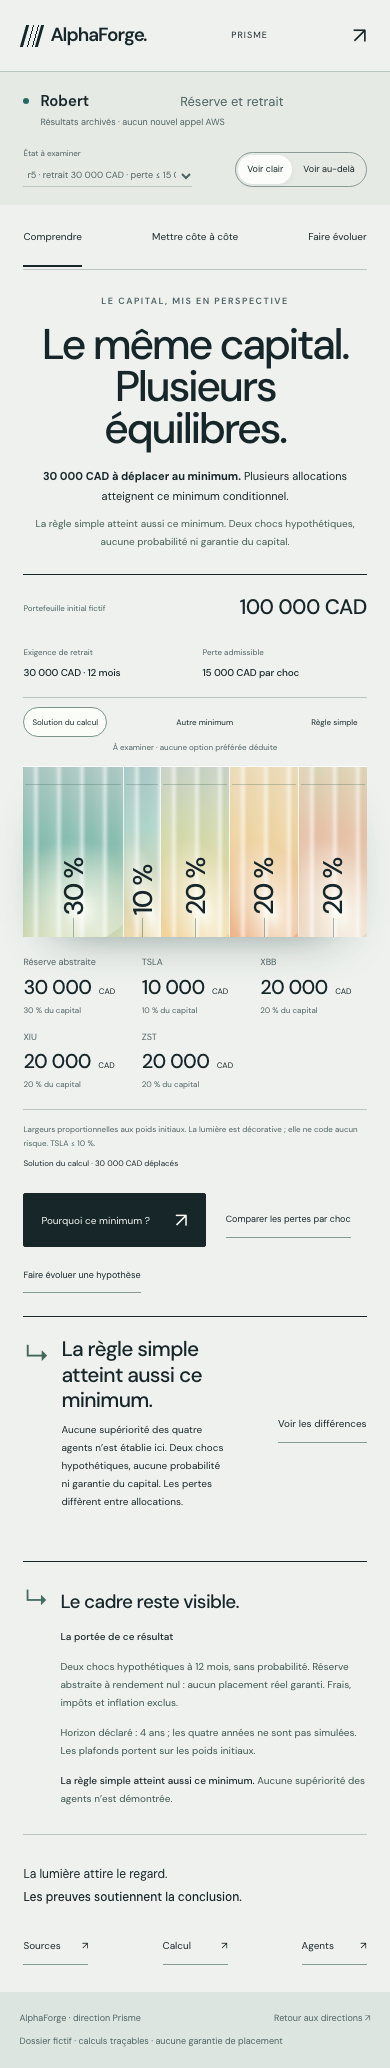 AlphaForge.
PRISME
Robert
Réserve et retrait
Résultats archivés · aucun nouvel appel AWS
État à examiner
r5 · retrait 30 000 CAD · perte ≤ 15 (
Voir clair
Voir au-delà
Comprendre
Mettre côte à côte
Faire évoluer
LE CAPITAL, MIS EN PERSPECTIVE
Le même capital.
Plusieurs
équilibres.
30 000 CAD à déplacer au minimum. Plusieurs allocations
atteignent ce minimum conditionnel.
La règle simple atteint aussi ce minimum. Deux chocs hypothétiques,
aucune probabilité ni garantie du capital.
Portefeuille initial fictif
100 000 CAD
Exigence de retrait
Perte admissible
30 000 CAD · 12 mois
15 000 CAD par choc
Solution du calcul
Autre minimum
Règle simple
À examiner · aucune option préférée déduite
30 %
10 %
20 %
20 %
20 %
Réserve abstraite
TSLA
XBB
30 000 CAD
10 000 CAD
20 000 CAD
30 % du capital
10 % du capital
20 % du capital
XIU
ZST
20 000 CAD
20 000 CAD
20 % du capital
20 % du capital
Largeurs proportionnelles aux poids initiaux. La lumière est décorative ; elle ne code aucun
risque. TSLA ≤ 10 %.
Solution du calcul · 30 000 CAD déplacés
Pourquoi ce minimum ?
Comparer les pertes par choc
Faire évoluer une hypothèse
La règle simple
atteint aussi ce
minimum.
Aucune supériorité des quatre
agents n'est établie ici. Deux chocs
hypothétiques, aucune probabilité
ni garantie du capital. Les pertes
diffèrent entre allocations.
Voir les différences
Le cadre reste visible.
La portée de ce résultat
Deux chocs hypothétiques à 12 mois, sans probabilité. Réserve
abstraite à rendement nul : aucun placement réel garanti. Frais,
impôts et inflation exclus.
Horizon déclaré : 4 ans ; les quatre années ne sont pas simulées.
Les plafonds portent sur les poids initiaux.
La règle simple atteint aussi ce minimum. Aucune supériorité des
agents n'est démontrée.
La lumière attire le regard.
Les preuves soutiennent la conclusion.
Sources
Calcul
Agents
AlphaForge · direction Prisme
Retour aux directions ↗
Dossier fictif · calculs traçables · aucune garantie de placement